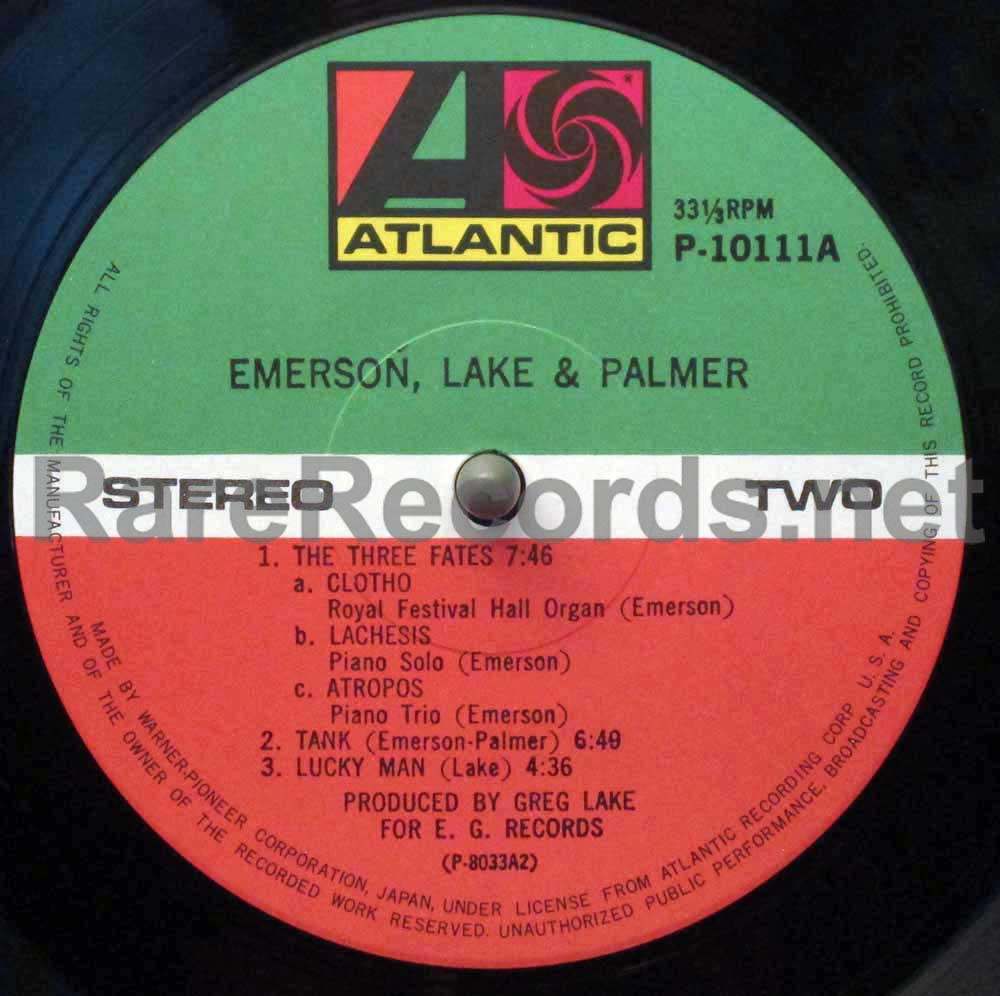 ATLANTIC
33⅓RPM
P-10111A
EMERSON, LAKE & PALMER
RareRecords.net
STEREO
TWO
1. THE THREE FATES 7:46
a. CLOTHO
Royal Festival Hall Organ (Emerson)
b. LACHESIS
Piano Solo (Emerson)
c. ATROPOS
Piano Trio (Emerson)
2. TANK (Emerson-Palmer) 6:49
3. LUCKY MAN (Lake) 4:36
PRODUCED BY GREG LAKE
FOR E. G. RECORDS
(P-8033A2)
MADE BY WARNER-PIONEER CORPORATION, JAPAN, UNDER LICENSE FROM ATLANTIC RECORDING CORP U. S. A.
ALL RIGHTS OF THE MANUFACTURER AND OF THE OWNER OF THE RECORDED WORK RESERVED. UNAUTHORIZED PUBLIC PERFORMANCE, BROADCASTING AND COPYING OF THIS RECORD PROHIBITED.